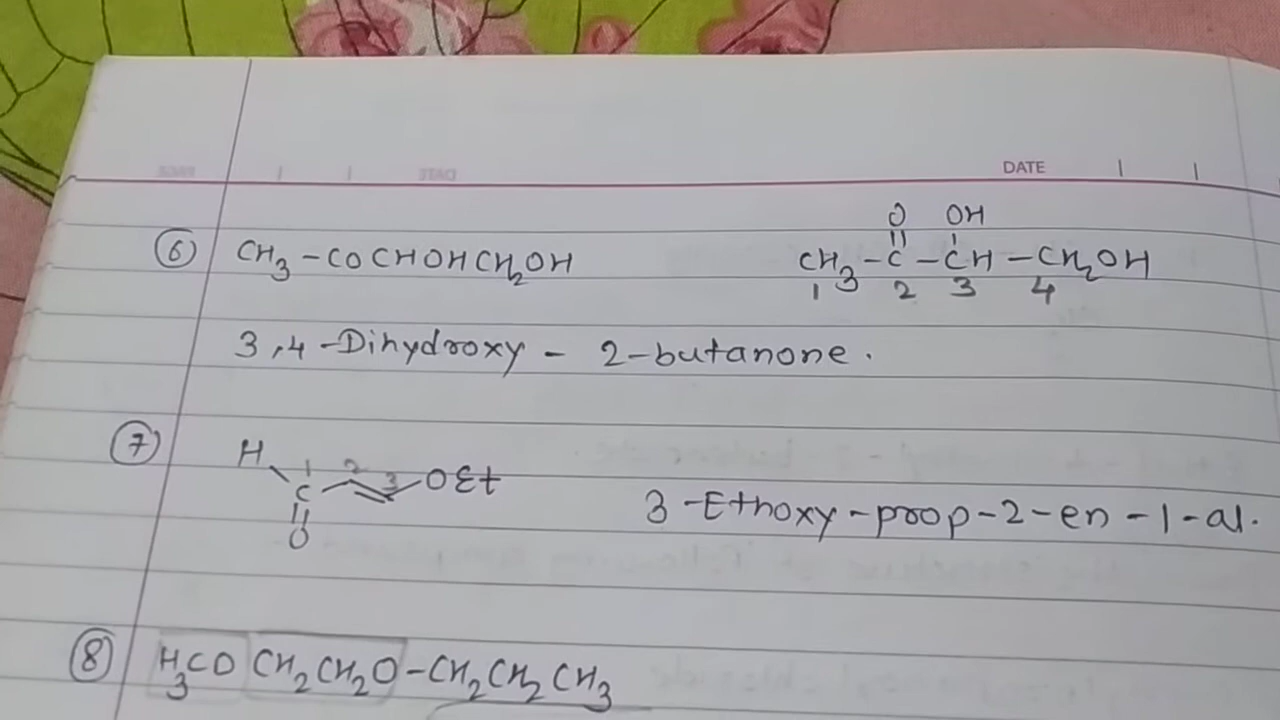 DATE
O OH
⑥ CH3-COCHOHCH2OH CH3-C-CH-CH2OH
1 2 3 4
3,4-Dihydroxy - 2-butanone.
⑦ H
1 2 3 OEt
C
O
3-Ethoxy-prop-2-en-1-al.
⑧ H3CO CH2CH2O-CH2CH2CH3